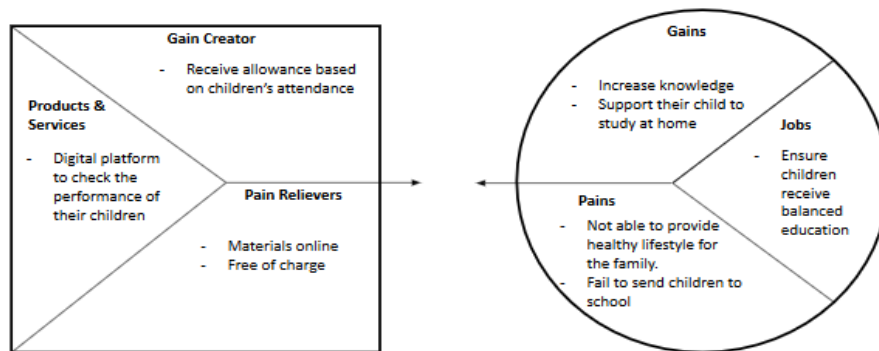 Gain Creator
- Receive allowance based
on children's attendance
Products &
Services
- Digital platform
to check the
performance of
their children
Pain Relievers
- Materials online
- Free of charge
Gains
- Increase knowledge
- Support their child to
study at home
Jobs
- Ensure
children
receive
balanced
education
Pains
- Not able to provide
healthy lifestyle for
the family.
- Fail to send children to
school